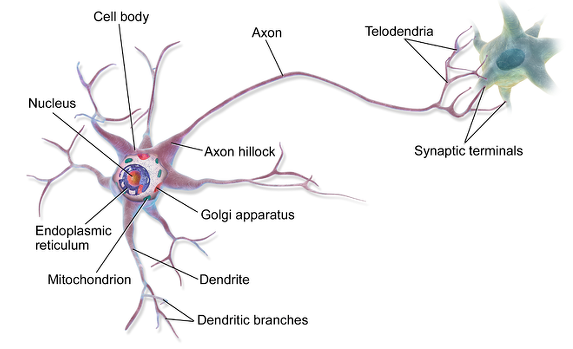 Cell body
Axon
Telodendria
Nucleus
Axon hillock
Synaptic terminals
Golgi apparatus
Endoplasmic
reticulum
Mitochondrion
Dendrite
Dendritic branches